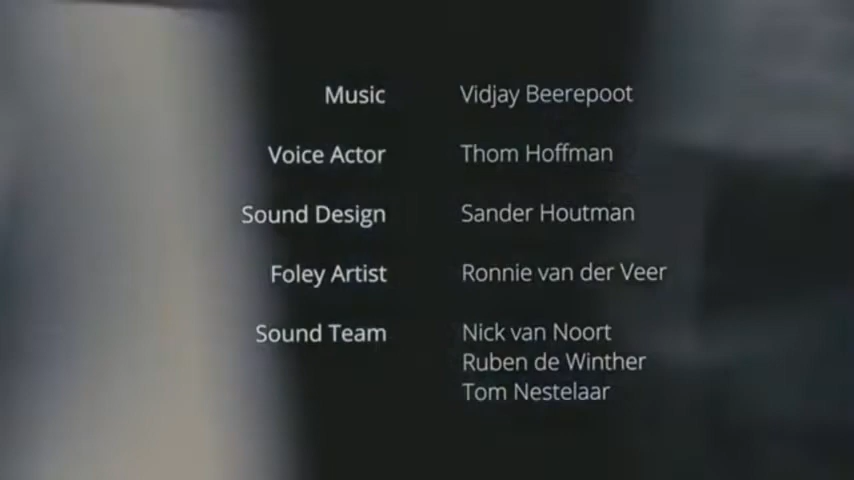 Music Vidjay Beerepoot
Voice Actor Thom Hoffman
Sound Design Sander Houtman
Foley Artist Ronnie van der Veer
Sound Team Nick van Noort
Ruben de Winther
Tom Nestelaar